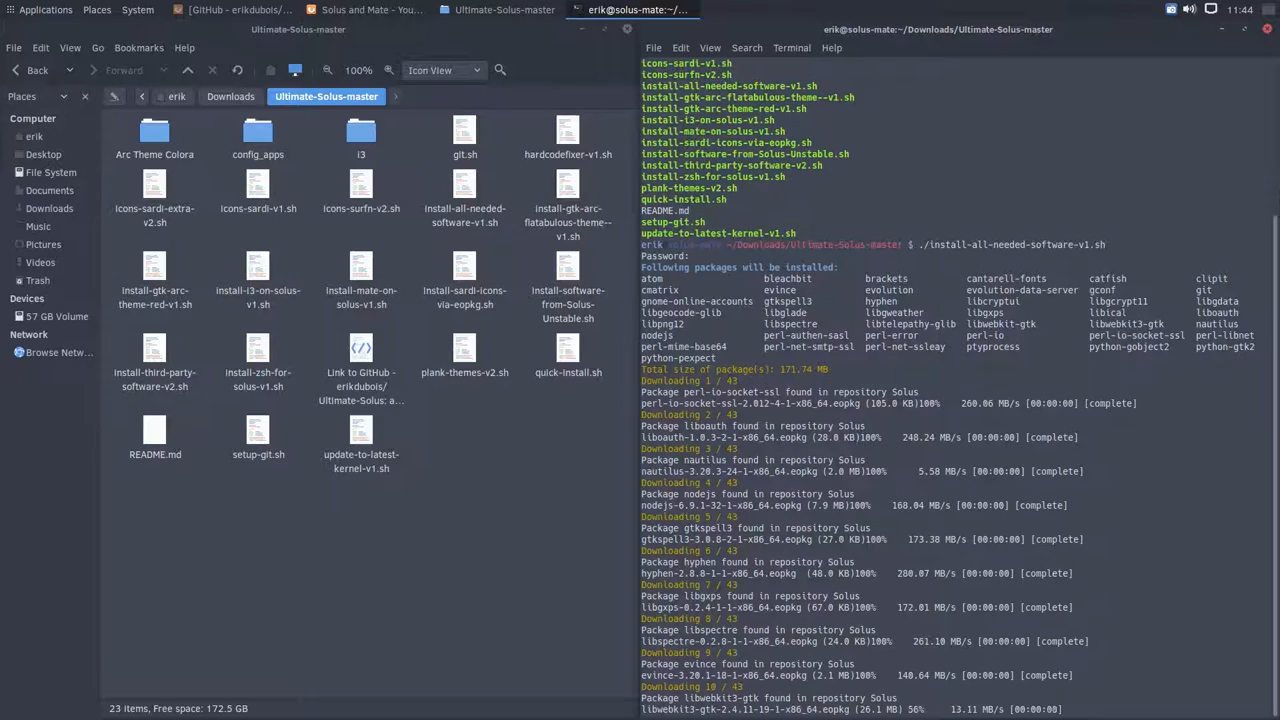 Applications Places System [GitHub - erikdubois/... Solus and Mate - You... Ultimate-Solus-master erik@solus-mate:~/... 11:44
Ultimate-Solus-master
File Edit View Go Bookmarks Help
Back Forward 100% Icon View
Places erik Downloads Ultimate-Solus-master
Computer
erik
Desktop
File System
Documents
Downloads
Music
Pictures
Videos
Trash
Devices
57 GB Volume
Network
Browse Netw...
Arc Theme Colora
config_apps
i3
git.sh
hardcodefixer-v1.sh
icons-sardi-extra-
v2.sh
icons-sardi-v1.sh
icons-surfn-v2.sh
install-all-needed-
software-v1.sh
install-gtk-arc-
flatabulous-theme--
v1.sh
install-gtk-arc-
theme-red-v1.sh
install-i3-on-solus-
v1.sh
install-mate-on-
solus-v1.sh
install-sardi-icons-
via-eopkg.sh
install-software-
from-Solus-
Unstable.sh
install-third-party-
software-v2.sh
install-zsh-for-
solus-v1.sh
Link to GitHub -
erikdubois/
Ultimate-Solus: a...
plank-themes-v2.sh
quick-install.sh
README.md
setup-git.sh
update-to-latest-
kernel-v1.sh
23 items, Free space: 172.5 GB
erik@solus-mate:~/Downloads/Ultimate-Solus-master
File Edit View Search Terminal Help
icons-sardi-v1.sh
icons-surfn-v2.sh
install-all-needed-software-v1.sh
install-gtk-arc-flatabulous-theme--v1.sh
install-gtk-arc-theme-red-v1.sh
install-i3-on-solus-v1.sh
install-mate-on-solus-v1.sh
install-sardi-icons-via-eopkg.sh
install-software-from-Solus-Unstable.sh
install-third-party-software-v2.sh
install-zsh-for-solus-v1.sh
plank-themes-v2.sh
quick-install.sh
README.md
setup-git.sh
update-to-latest-kernel-v1.sh
erik solus-mate ~/Downloads/Ultimate-Solus-master $ ./install-all-needed-software-v1.sh
Password:
Following packages will be installed:
atom bleachbit brackets cantarell-fonts catfish clipit
cmatrix evince evolution evolution-data-server gconf git
gnome-online-accounts gtkspell3 hyphen libcryptui libgcrypt11 libgdata
libgeocode-glib libglade libgweather libgxps libical liboauth
libpng12 libspectre libtelepathy-glib libwebkit-gtk libwebkit3-gtk nautilus
nodejs perl-authen-sasl perl-error perl-io perl-io-socket-ssl perl-libnet
perl-mime-base64 perl-net-smtp-ssl perl-net-ssleay ptyprocess python-gobject2 python-gtk2
python-pexpect
Total size of package(s): 171.74 MB
Downloading 1 / 43
Package perl-io-socket-ssl found in repository Solus
perl-io-socket-ssl-2.012-4-1-x86_64.eopkg (105.0 KB)100% 260.06 MB/s [00:00:00] [complete]
Downloading 2 / 43
Package liboauth found in repository Solus
liboauth-1.0.3-2-1-x86_64.eopkg (28.0 KB)100% 248.24 MB/s [00:00:00] [complete]
Downloading 3 / 43
Package nautilus found in repository Solus
nautilus-3.20.3-24-1-x86_64.eopkg (2.0 MB)100% 5.58 MB/s [00:00:00] [complete]
Downloading 4 / 43
Package nodejs found in repository Solus
nodejs-6.9.1-32-1-x86_64.eopkg (7.9 MB)100% 168.04 MB/s [00:00:00] [complete]
Downloading 5 / 43
Package gtkspell3 found in repository Solus
gtkspell3-3.0.8-2-1-x86_64.eopkg (27.0 KB)100% 173.38 MB/s [00:00:00] [complete]
Downloading 6 / 43
Package hyphen found in repository Solus
hyphen-2.8.8-1-1-x86_64.eopkg (48.0 KB)100% 280.07 MB/s [00:00:00] [complete]
Downloading 7 / 43
Package libgxps found in repository Solus
libgxps-0.2.4-1-1-x86_64.eopkg (67.0 KB)100% 172.01 MB/s [00:00:00] [complete]
Downloading 8 / 43
Package libspectre found in repository Solus
libspectre-0.2.8-1-1-x86_64.eopkg (24.0 KB)100% 261.10 MB/s [00:00:00] [complete]
Downloading 9 / 43
Package evince found in repository Solus
evince-3.20.1-18-1-x86_64.eopkg (2.1 MB)100% 140.64 MB/s [00:00:00] [complete]
Downloading 10 / 43
Package libwebkit3-gtk found in repository Solus
libwebkit3-gtk-2.4.11-19-1-x86_64.eopkg (26.1 MB) 56% 13.11 MB/s [00:00:00]